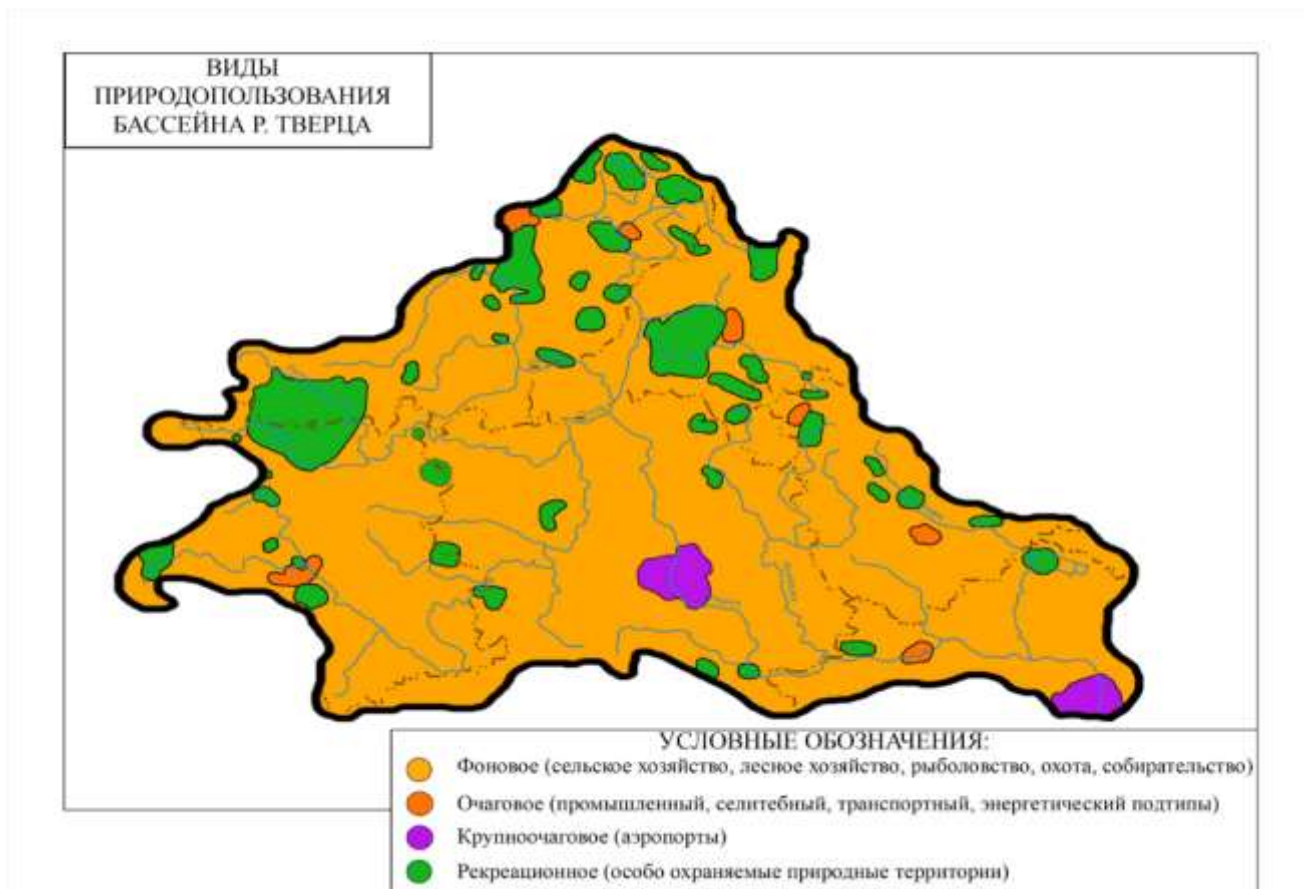 ВИДЫ
ПРИРОДОПОЛЬЗОВАНИЯ
БАССЕЙНА Р. ТВЕРЦА
УСЛОВНЫЕ ОБОЗНАЧЕНИЯ:
Фоновое (сельское хозяйство, лесное хозяйство, рыболовство, охота, собирательство)
Очаговое (промышленный, селитебный, транспортный, энергетический подтипы)
Крупноочаговое (аэропорты)
Рекреационное (особо охраняемые природные территории)